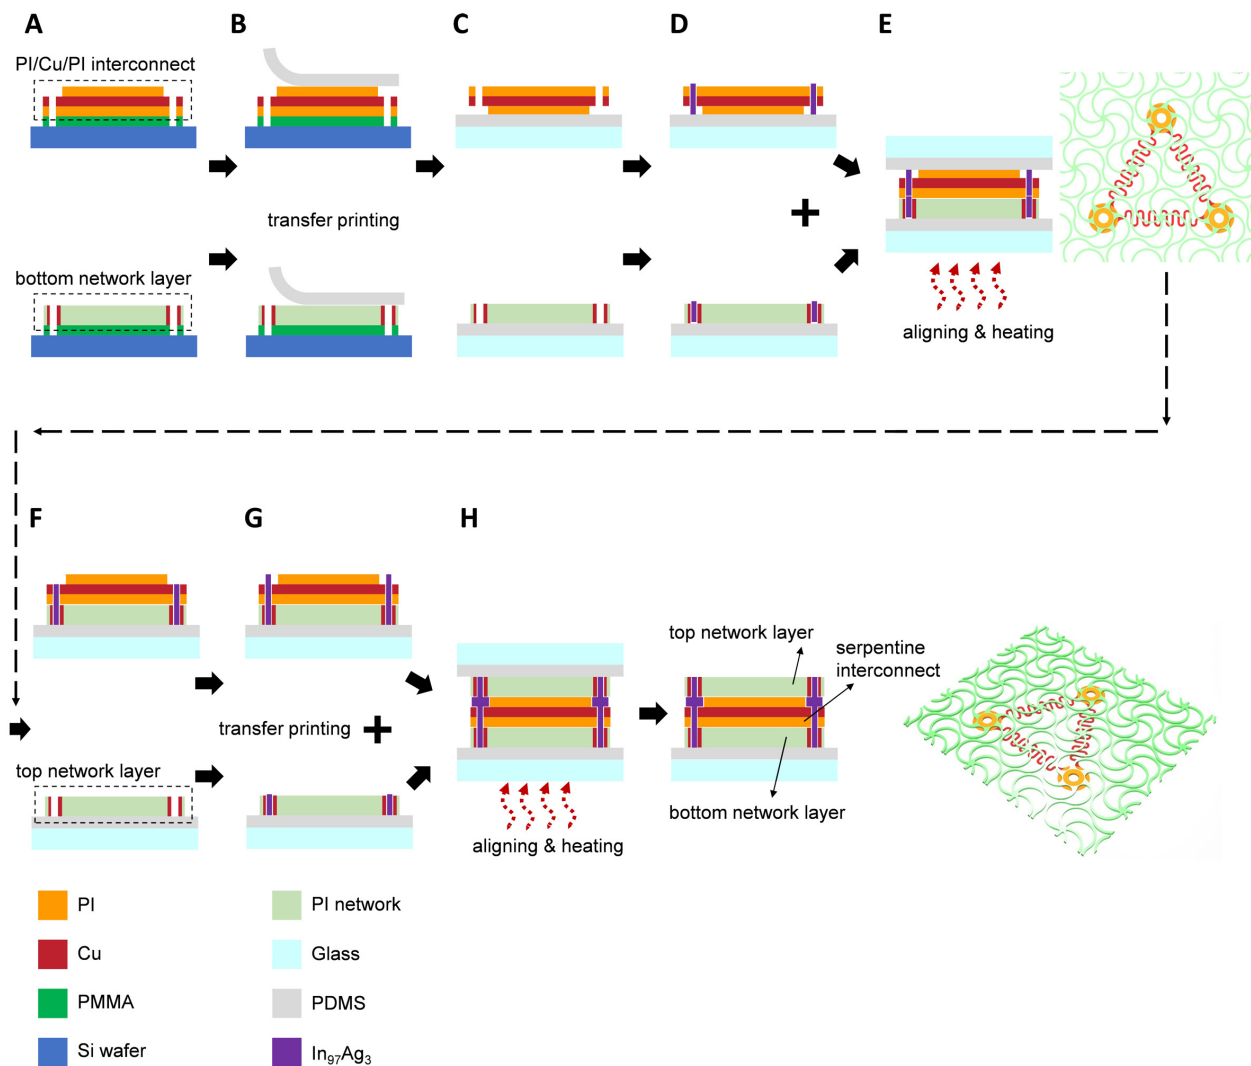 A
B
C
D
E
PI/Cu/PI interconnect
transfer printing
bottom network layer
aligning & heating
F
G
H
top network layer
serpentine
interconnect
transfer printing
top network layer
bottom network layer
aligning & heating
PI
PI network
Cu
Glass
PMMA
PDMS
Si wafer
In₉₇Ag₃